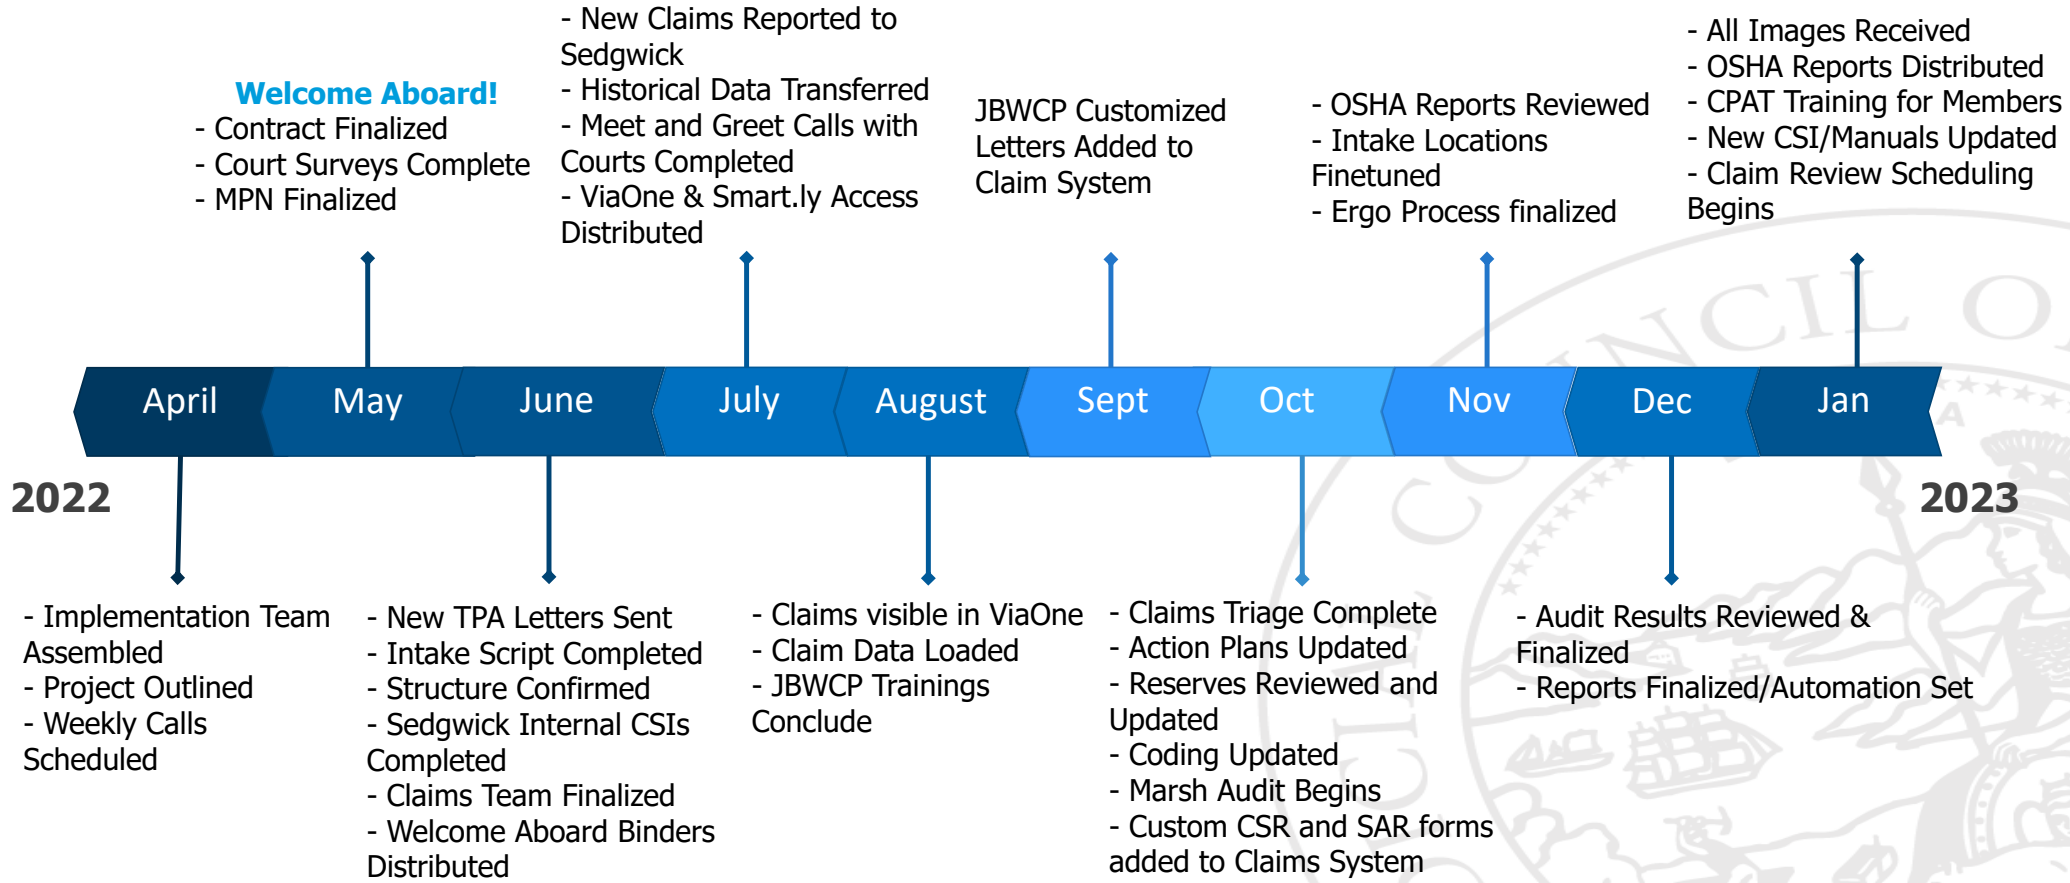 Welcome Aboard!
- Contract Finalized
- Court Surveys Complete
- MPN Finalized
- New Claims Reported to
Sedgwick
- Historical Data Transferred
- Meet and Greet Calls with
Courts Completed
- ViaOne & Smart.ly Access
Distributed
JBWCP Customized
Letters Added to
Claim System
- OSHA Reports Reviewed
- Intake Locations
Finetuned
- Ergo Process finalized
- All Images Received
- OSHA Reports Distributed
- CPAT Training for Members
- New CSI/Manuals Updated
- Claim Review Scheduling
Begins
April
May
June
July
August
Sept
Oct
Nov
Dec
Jan
2022
2023
- Implementation Team
Assembled
- Project Outlined
- Weekly Calls
Scheduled
- New TPA Letters Sent
- Intake Script Completed
- Structure Confirmed
- Sedgwick Internal CSIs
Completed
- Claims Team Finalized
- Welcome Aboard Binders
Distributed
- Claims visible in ViaOne
- Claim Data Loaded
- JBWCP Trainings
Conclude
- Claims Triage Complete
- Action Plans Updated
- Reserves Reviewed and
Updated
- Coding Updated
- Marsh Audit Begins
- Custom CSR and SAR forms
added to Claims System
- Audit Results Reviewed &
Finalized
- Reports Finalized/Automation Set
COUNCIL O